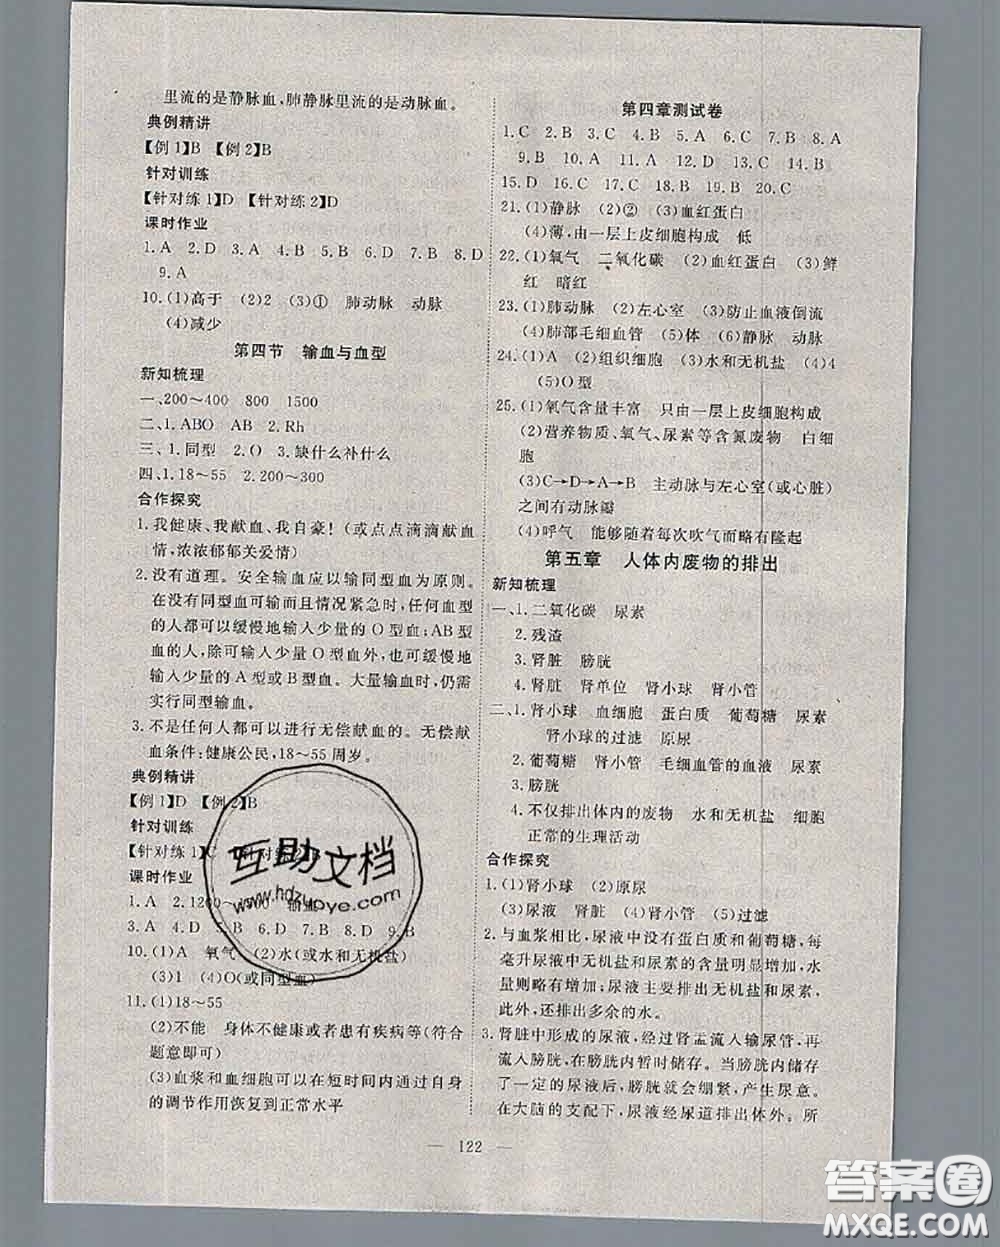 里流的是静脉血,肺静脉里流的是动脉血。
典例精讲
【例1】B 【例2】B
针对训练
【针对练1】D 【针对练2】D
课时作业
1.A 2.D 3.A 4.B 5.B 6.D 7.B 8.D
9.A
10.(1)高于 (2)2 (3)① 肺动脉 动脉
(4)减少
第四节 输血与血型
新知梳理
一、200～400 800 1500
二、1.ABO AB 2.Rh
三、1.同型 2.O 3.缺什么补什么
四、1.18～55 2.200～300
合作探究
1.我健康、我献血、我自豪!(或点点滴滴献血
情,浓浓郁郁关爱情)
2.没有道理。安全输血应以输同型血为原则。
在没有同型血可输而且情况紧急时,任何血型
的人都可以缓慢地输入少量的O型血;AB型
血的人,除可输入少量O型血外,也可缓慢地
输入少量的A型或B型血。大量输血时,仍需
实行同型输血。
3.不是任何人都可以进行无偿献血的。无偿献
血条件:健康公民,18～55周岁。
典例精讲
【例1】D 【例2】B
针对训练
【针对练1】C 针对练2】B
课时作业
1.A 2.1200～
3.A 4.D 5.D 6.B 7.D 8.D 9.D
10.(1)A 氧气 (2)水(或水和无机盐)
(3)1 (4)O(或同型血)
11.(1)18～55
(2)不能 身体不健康或者患有疾病等(符合
题意即可)
(3)血浆和血细胞可以在短时间内通过自身
的调节作用恢复到正常水平
第四章测试卷
1.C 2.B 3.C 4.B 5.A 6.C 7.B 8.A
9.B 10.A 11.A 12.D 13.C 14.B
15.D 16.C 17.C 18.B 19.B 20.C
21.(1)静脉 (2)② (3)血红蛋白
(4)薄,由一层上皮细胞构成 低
22.(1)氧气 二氧化碳 (2)血红蛋白 (3)鲜
红 暗红
23.(1)肺动脉 (2)左心室 (3)防止血液倒流
(4)肺部毛细血管 (5)体 (6)静脉 动脉
24.(1)A (2)组织细胞 (3)水和无机盐 (4)4
(5)O型
25.(1)氧气含量丰富 只由一层上皮细胞构成
(2)营养物质、氧气、尿素等含氮废物 白细
胞
(3)C→D→A→B 主动脉与左心室(或心脏)
之间有动脉瓣
(4)呼气 能够随着每次吹气而略有隆起
第五章 人体内废物的排出
新知梳理
一、1.二氧化碳 尿素
2.残渣
3.肾脏 膀胱
4.肾脏 肾单位 肾小球 肾小管
二、1.肾小球 血细胞 蛋白质 葡萄糖 尿素
肾小球的过滤 原尿
2.葡萄糖 肾小管 毛细血管的血液 尿素
3.膀胱
4.不仅排出体内的废物 水和无机盐 细胞
正常的生理活动
合作探究
1.(1)肾小球 (2)原尿
(3)尿液 肾脏 (4)肾小管 (5)过滤
2.与血浆相比,尿液中没有蛋白质和葡萄糖,每
毫升尿液中无机盐和尿素的含量明显增加,水
量则略有增加;尿液主要排出无机盐和尿素,
此外,还排出多余的水。
3.肾脏中形成的尿液,经过肾盂流入输尿管,再
流入膀胱,在膀胱内暂时储存。当膀胱内储存
了一定的尿液后,膀胱就会绷紧,产生尿意。
在大脑的支配下,尿液经尿道排出体外。所
— 122 —
互助文档
www.hdzuoye.com
答案圈
MXQE.COM